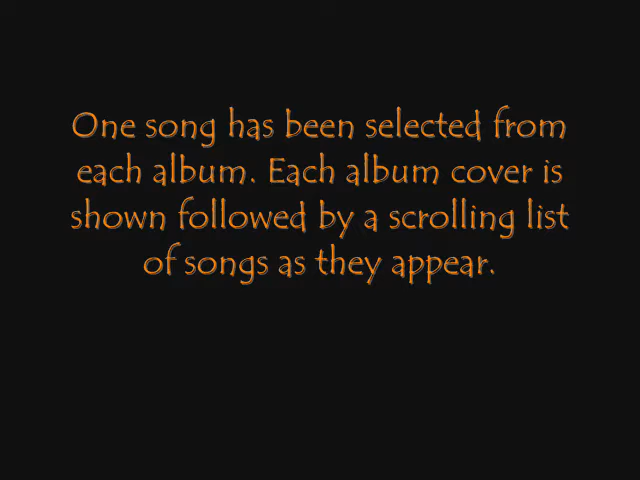 One song has been selected from
each album. Each album cover is
shown followed by a scrolling list
of songs as they appear.